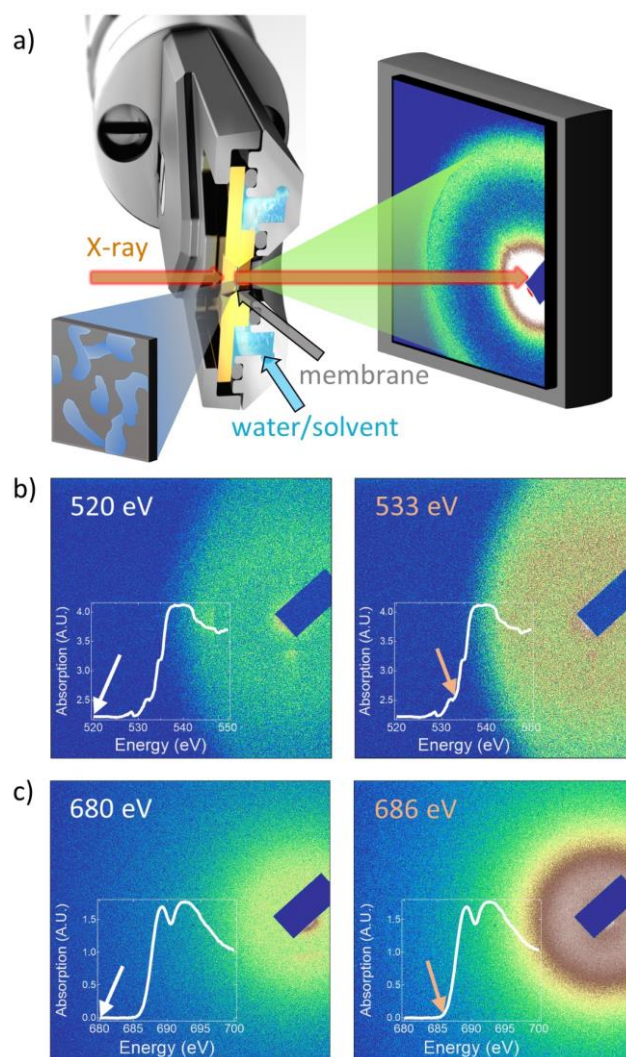 a)
X-ray
membrane
water/solvent
b)
520 eV
533 eV
Absorption (A.U.)
4.0
3.5
3.0
2.5
520 530 540 550
Energy (eV)
Absorption (A.U.)
4.0
3.5
3.0
2.5
520 530 540 550
Energy (eV)
c)
680 eV
686 eV
Absorption (A.U.)
1.5
1.0
0.5
0.0
680 685 690 695 700
Energy (eV)
Absorption (A.U.)
1.5
1.0
0.5
0.0
680 685 690 695 700
Energy (eV)